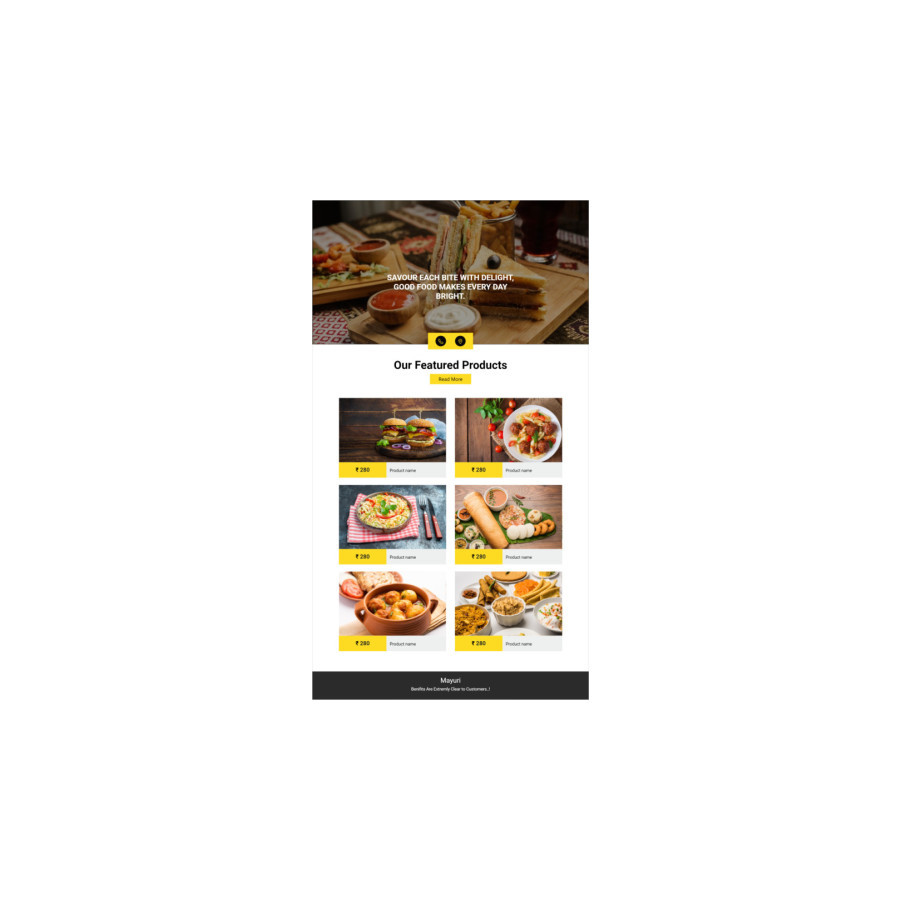 SAVOUR EACH BITE WITH DELIGHT,
GOOD FOOD MAKES EVERY DAY
BRIGHT.
Our Featured Products
Read More
₹ 280
Product name
₹ 280
Product name
₹ 280
Product name
₹ 280
Product name
₹ 280
Product name
₹ 280
Product name
Mayuri
Benifits Are Extremly Clear to Customers,